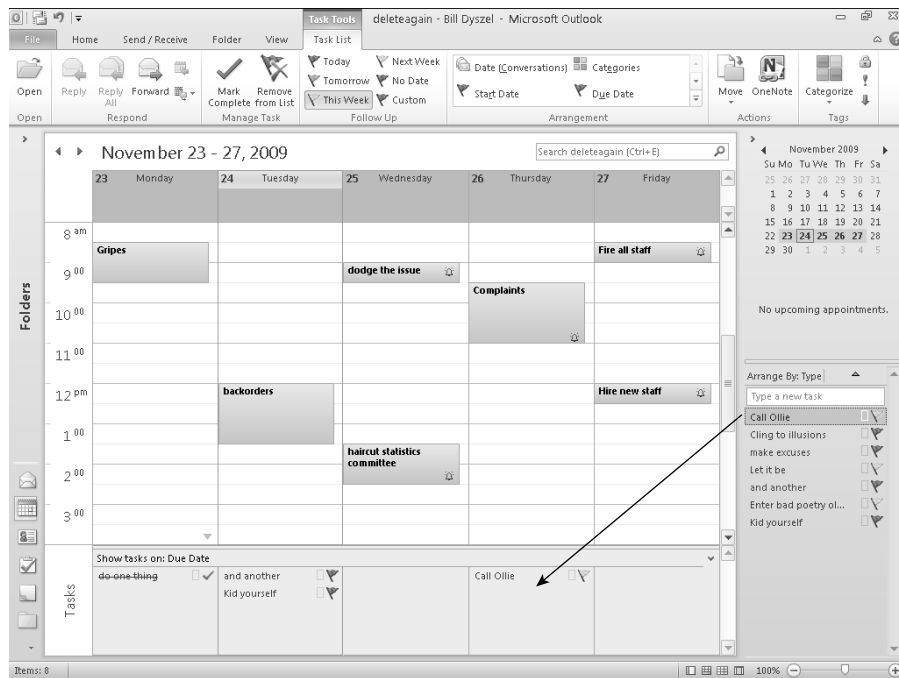 Task Tools deleteagain - Bill Dyszel - Microsoft Outlook
File Home Send / Receive Folder View Task List
Open Reply Reply All Forward Mark Complete Remove from List
Today Next Week
Tomorrow No Date
This Week Custom
Date (Conversations) Categories
Start Date Due Date
Move OneNote Categorize
Open Respond Manage Task Follow Up Arrangement Actions Tags
November 23 - 27, 2009
Search deleteagain (Ctrl+E)
23 Monday 24 Tuesday 25 Wednesday 26 Thursday 27 Friday
8 am
Gripes
Fire all staff
9 00
dodge the issue
Complaints
10 00
11 00
12 pm
backorders
Hire new staff
1 00
haircut statistics
committee
2 00
3 00
Folders
Tasks
Show tasks on: Due Date
do one thing
and another
Kid yourself
Call Ollie
November 2009
Su Mo Tu We Th Fr Sa
25 26 27 28 29 30 31
1 2 3 4 5 6 7
8 9 10 11 12 13 14
15 16 17 18 19 20 21
22 23 24 25 26 27 28
29 30 1 2 3 4 5
No upcoming appointments.
Arrange By: Type
Type a new task
Call Ollie
Cling to illusions
make excuses
Let it be
and another
Enter bad poetry ol...
Kid yourself
Items: 8
100%